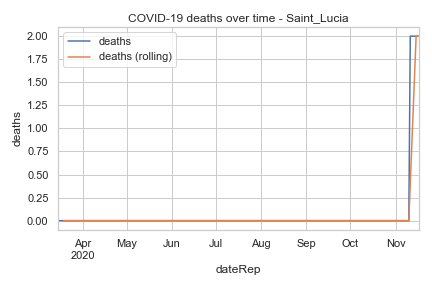 COVID-19 deaths over time - Saint_Lucia
deaths
deaths (rolling)
2.00
1.75
1.50
1.25
1.00
0.75
0.50
0.25
0.00
deaths
Apr
2020
May
Jun
Jul
Aug
Sep
Oct
Nov
dateRep